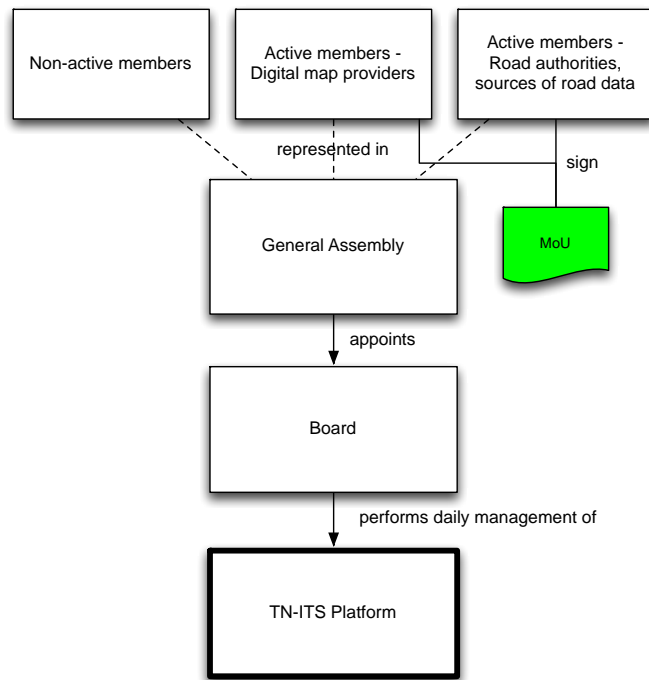 Non-active members
Active members -
Digital map providers
Active members -
Road authorities,
sources of road data
represented in
sign
General Assembly
MoU
appoints
Board
performs daily management of
TN-ITS Platform